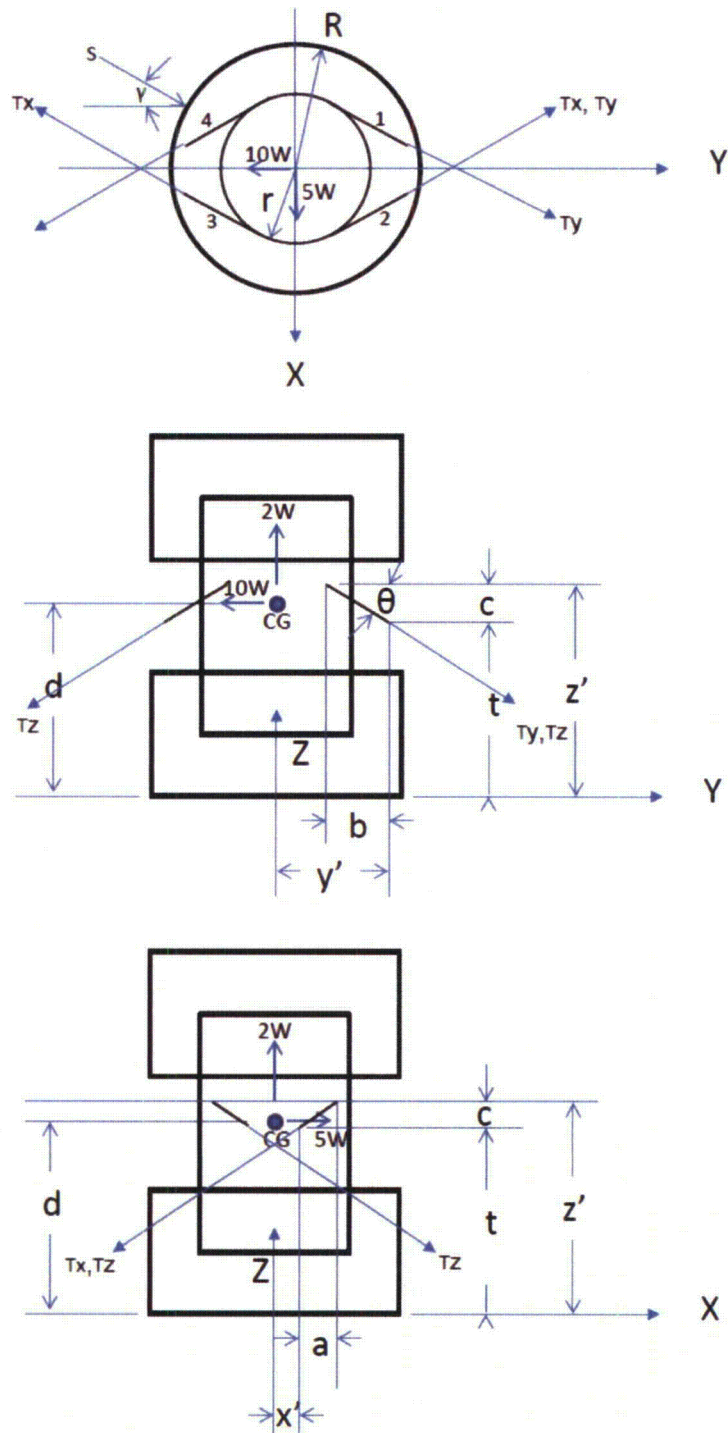 R
S
γ
Tx
Tx, Ty
4
1
10W
Y
5W
r
3
2
Ty
X
2W
10W
θ
c
CG
d
t
z’
Tz
Z
Ty,Tz
Y
b
y’
2W
c
CG
5W
d
t
z’
Tx,Tz
Z
Tz
X
a
x’